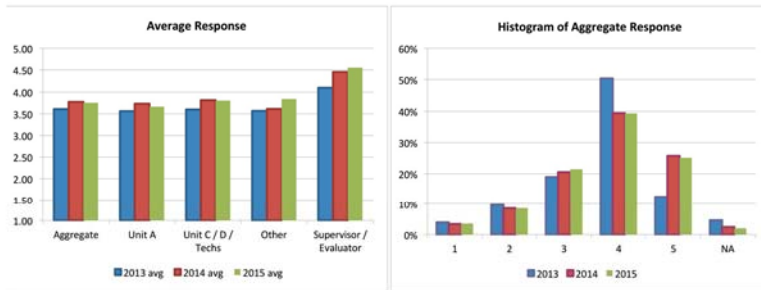 Average Response
5.00
4.50
4.00
3.50
3.00
2.50
2.00
1.50
1.00
Aggregate
Unit A
Unit C / D /
Techs
Other
Supervisor /
Evaluator
2013 avg 2014 avg 2015 avg
Histogram of Aggregate Response
60%
50%
40%
30%
20%
10%
0%
1 2 3 4 5 NA
2013 2014 2015